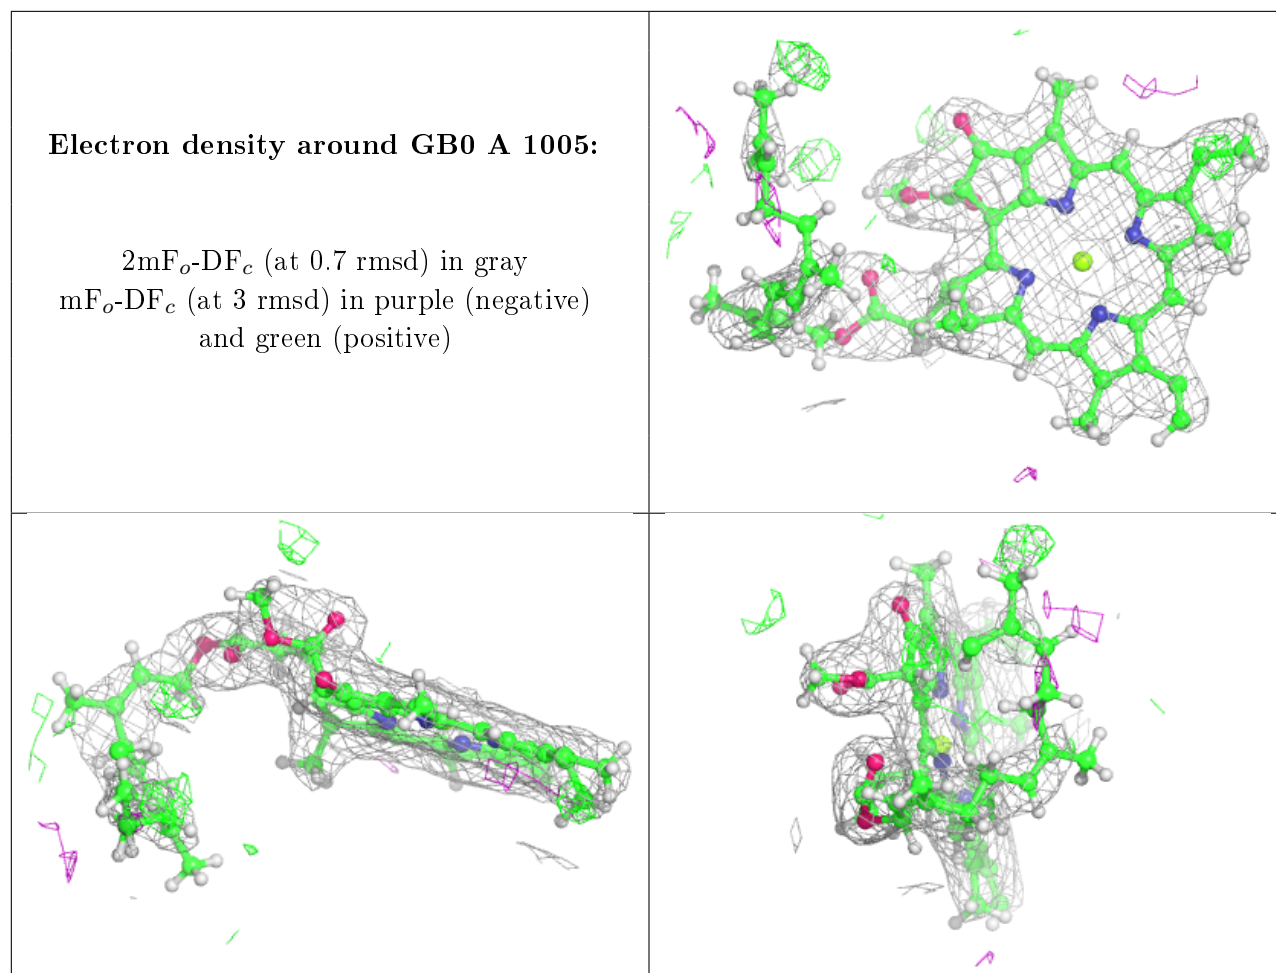 Electron density around GB0 A 1005:
2mFo-DFc (at 0.7 rmsd) in gray
mFo-DFc (at 3 rmsd) in purple (negative)
and green (positive)